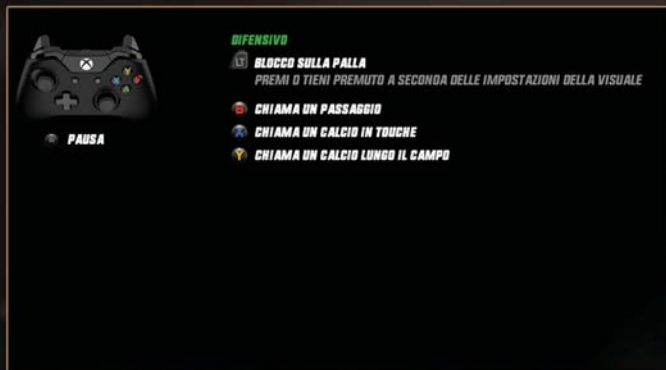 DIFENSIVO
LT BLOCCO SULLA PALLA
PREMI O TIENI PREMUTO A SECONDA DELLE IMPOSTAZIONI DELLA VISUALE
B CHIAMA UN PASSAGGIO
X CHIAMA UN CALCIO IN TOUCHE
Y CHIAMA UN CALCIO LUNGO IL CAMPO
PAUSA